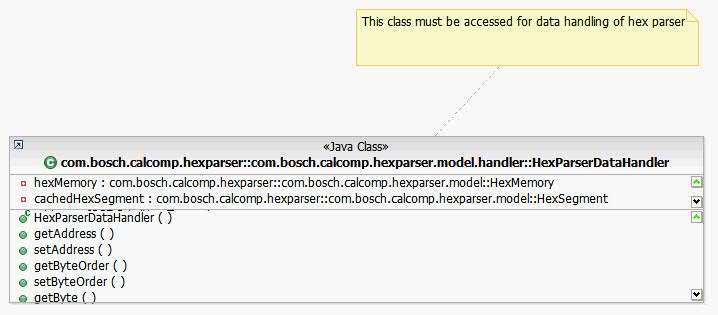 This class must be accessed for data handling of hex parser
«Java Class»
com.bosch.calcomp.hexparser::com.bosch.calcomp.hexparser.model.handler::HexParserDataHandler
hexMemory : com.bosch.calcomp.hexparser::com.bosch.calcomp.hexparser.model::HexMemory
cachedHexSegment : com.bosch.calcomp.hexparser::com.bosch.calcomp.hexparser.model::HexSegment
HexParserDataHandler ( )
getAddress ( )
setAddress ( )
getByteOrder ( )
setByteOrder ( )
getByte ( )